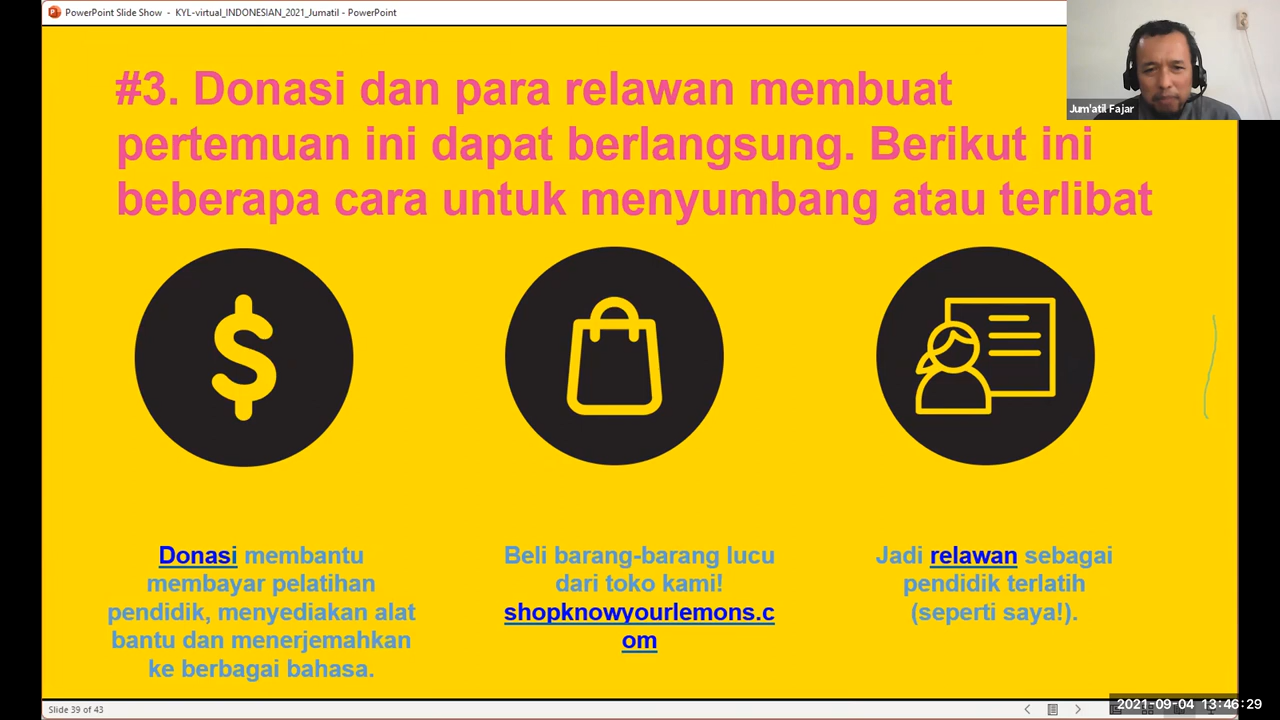 PowerPoint Slide Show - KYL-virtual_INDONESIAN_2021_Jumatil - PowerPoint
#3. Donasi dan para relawan membuat
pertemuan ini dapat berlangsung. Berikut ini
beberapa cara untuk menyumbang atau terlibat
Jum'atil Fajar
Donasi membantu
membayar pelatihan
pendidik, menyediakan alat
bantu dan menerjemahkan
ke berbagai bahasa.
Beli barang-barang lucu
dari toko kami!
shopknowyourlemons.c
om
Jadi relawan sebagai
pendidik terlatih
(seperti saya!).
Slide 39 of 43
2021-09-04 13:46:29